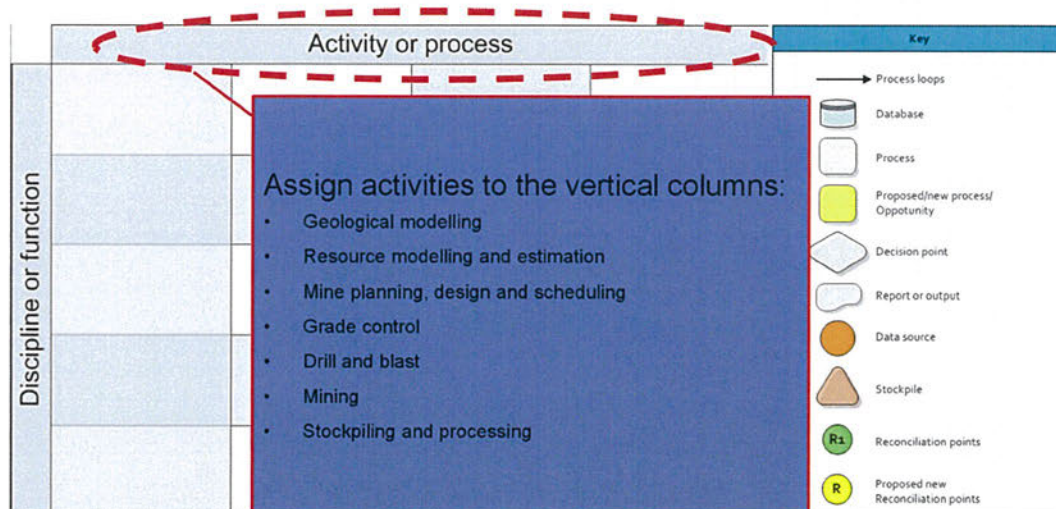 Activity or process
Discipline or function
Assign activities to the vertical columns:
• Geological modelling
• Resource modelling and estimation
• Mine planning, design and scheduling
• Grade control
• Drill and blast
• Mining
• Stockpiling and processing
Key
Process loops
Database
Process
Proposed/new process/
Oppotunity
Decision point
Report or output
Data source
Stockpile
R1 Reconciliation points
R Proposed new
Reconciliation points